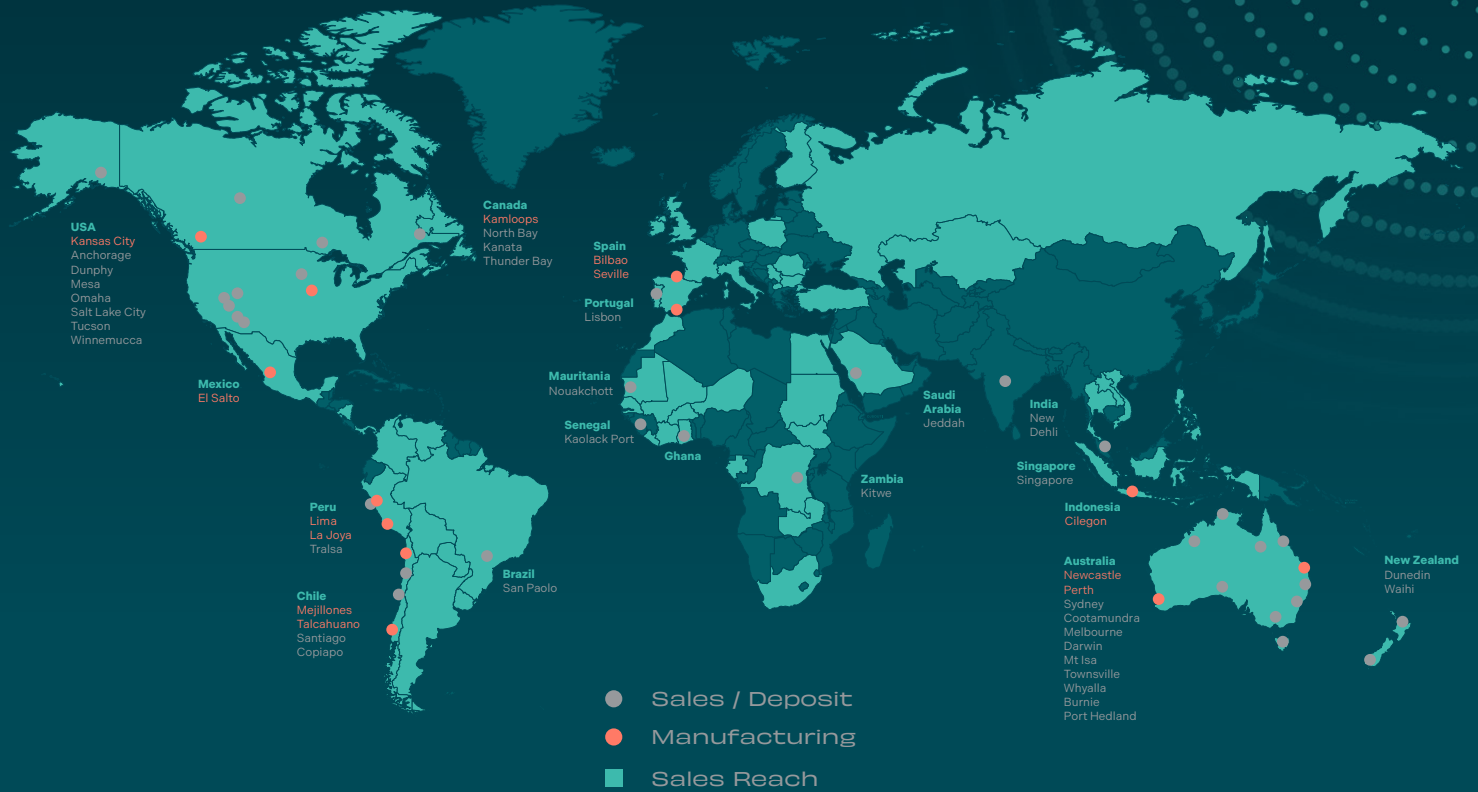 USA
Kansas City
Anchorage
Dunphy
Mesa
Omaha
Salt Lake City
Tucson
Winnemucca
Canada
Kamloops
North Bay
Kanata
Thunder Bay
Mexico
El Salto
Spain
Bilbao
Seville
Portugal
Lisbon
Mauritania
Nouakchott
Senegal
Kaolack Port
Ghana
Saudi
Arabia
Jeddah
India
New
Dehli
Singapore
Singapore
Zambia
Kitwe
Peru
Lima
La Joya
Tralsa
Brazil
San Paolo
Chile
Mejillones
Talcahuano
Santiago
Copiapo
Indonesia
Cilegon
Australia
Newcastle
Perth
Sydney
Cootamundra
Melbourne
Darwin
Mt Isa
Townsville
Whyalla
Burnie
Port Hedland
New Zealand
Dunedin
Waihi
Sales / Deposit
Manufacturing
Sales Reach